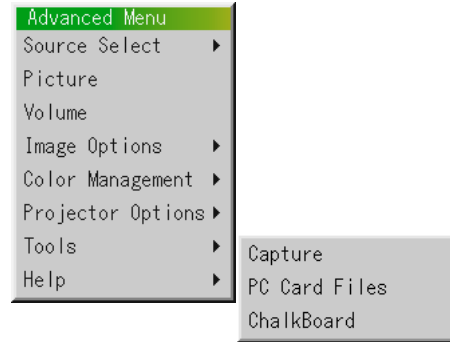 Advanced Menu
Source Select
Picture
Volume
Image Options
Color Management
Projector Options
Tools
Help
Capture
PC Card Files
ChalkBoard